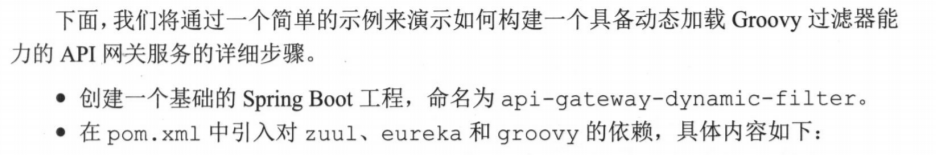 下面，我们将通过一个简单的示例来演示如何构建一个具备动态加载 Groovy 过滤器能
力的 API 网关服务的详细步骤。
● 创建一个基础的 Spring Boot 工程，命名为 api-gateway-dynamic-filter。
● 在 pom.xml 中引入对 zuul、eureka 和 groovy 的依赖，具体内容如下：